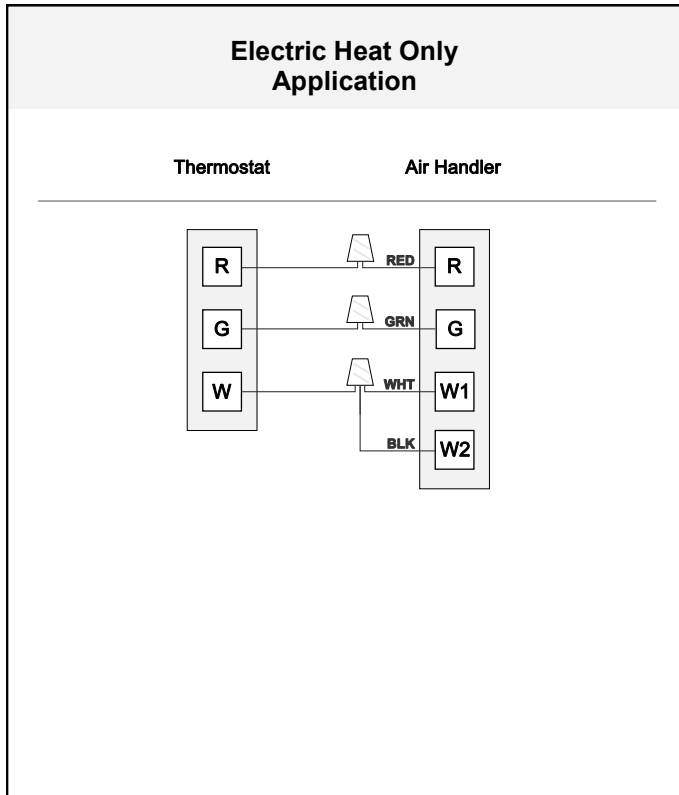 Electric Heat Only
Application
Thermostat Air Handler
R RED R
G GRN G
W WHT W1
BLK W2